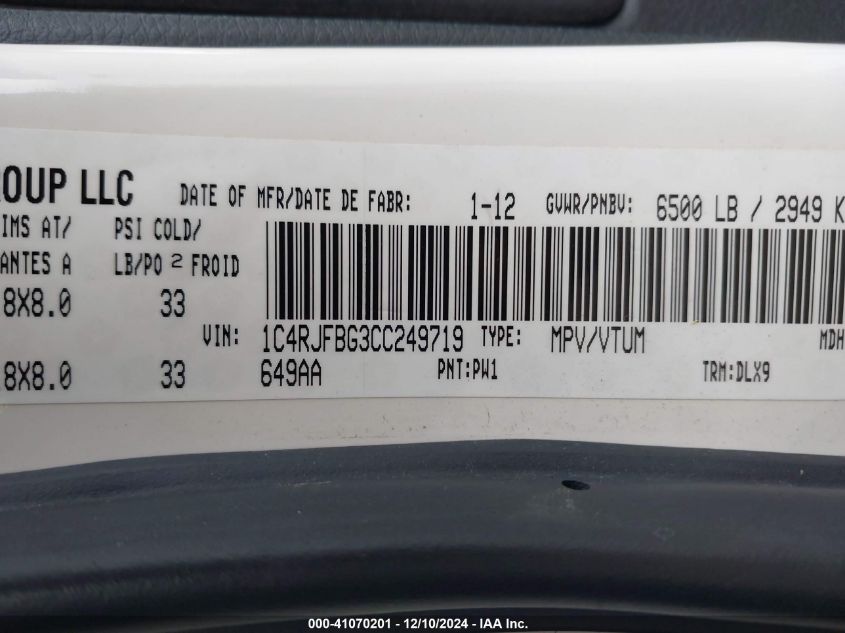 ROUP LLC DATE OF MFR/DATE DE FABR: 1-12 GVWR/PNBV: 6500 LB / 2949 K
IMS AT/ PSI COLD/
ANTES A LB/PO 2 FROID
8X8.0 33
VIN: 1C4RJFBG3CC249719 TYPE: MPV/VTUM MDH
8X8.0 33 649AA PNT:PW1 TRM:DLX9
000-41070201 - 12/10/2024 - IAA Inc.